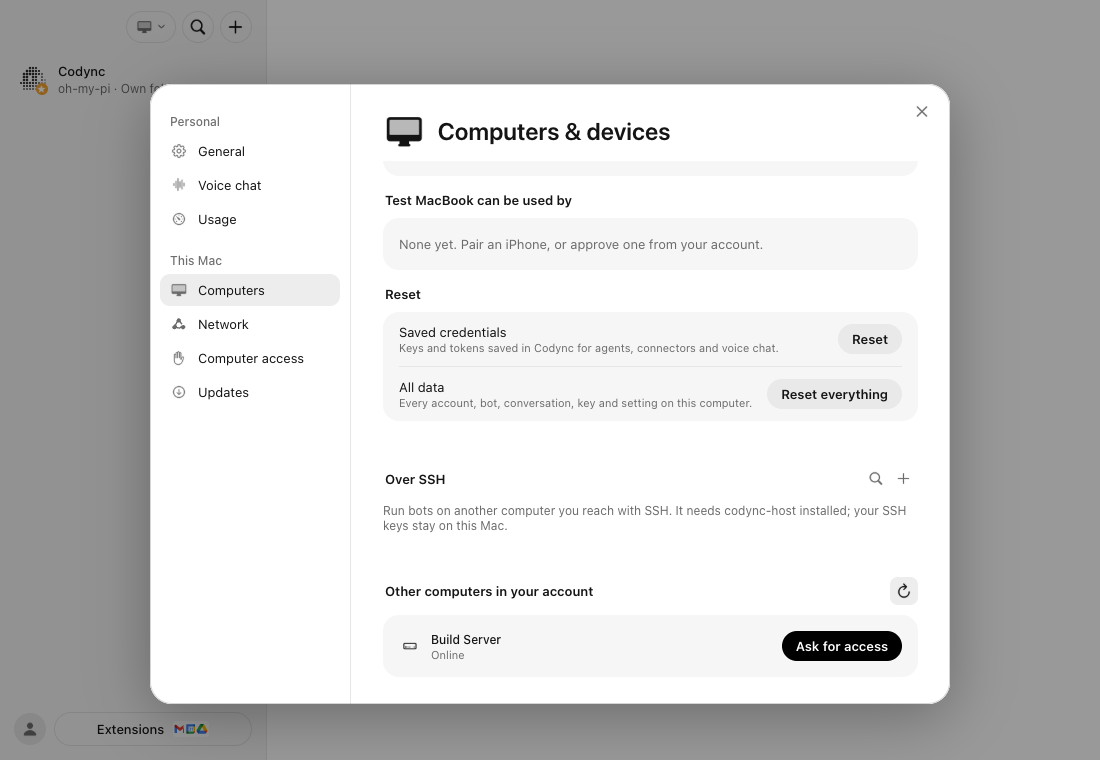 Codync
oh-my-pi · Own
Personal
General
Voice chat
Usage
This Mac
Computers
Network
Computer access
Updates
Computers & devices
Test MacBook can be used by
None yet. Pair an iPhone, or approve one from your account.
Reset
Saved credentials
Keys and tokens saved in Codync for agents, connectors and voice chat.
Reset
All data
Every account, bot, conversation, key and setting on this computer.
Reset everything
Over SSH
Run bots on another computer you reach with SSH. It needs codync-host installed; your SSH
keys stay on this Mac.
Other computers in your account
Build Server
Online
Ask for access
Extensions